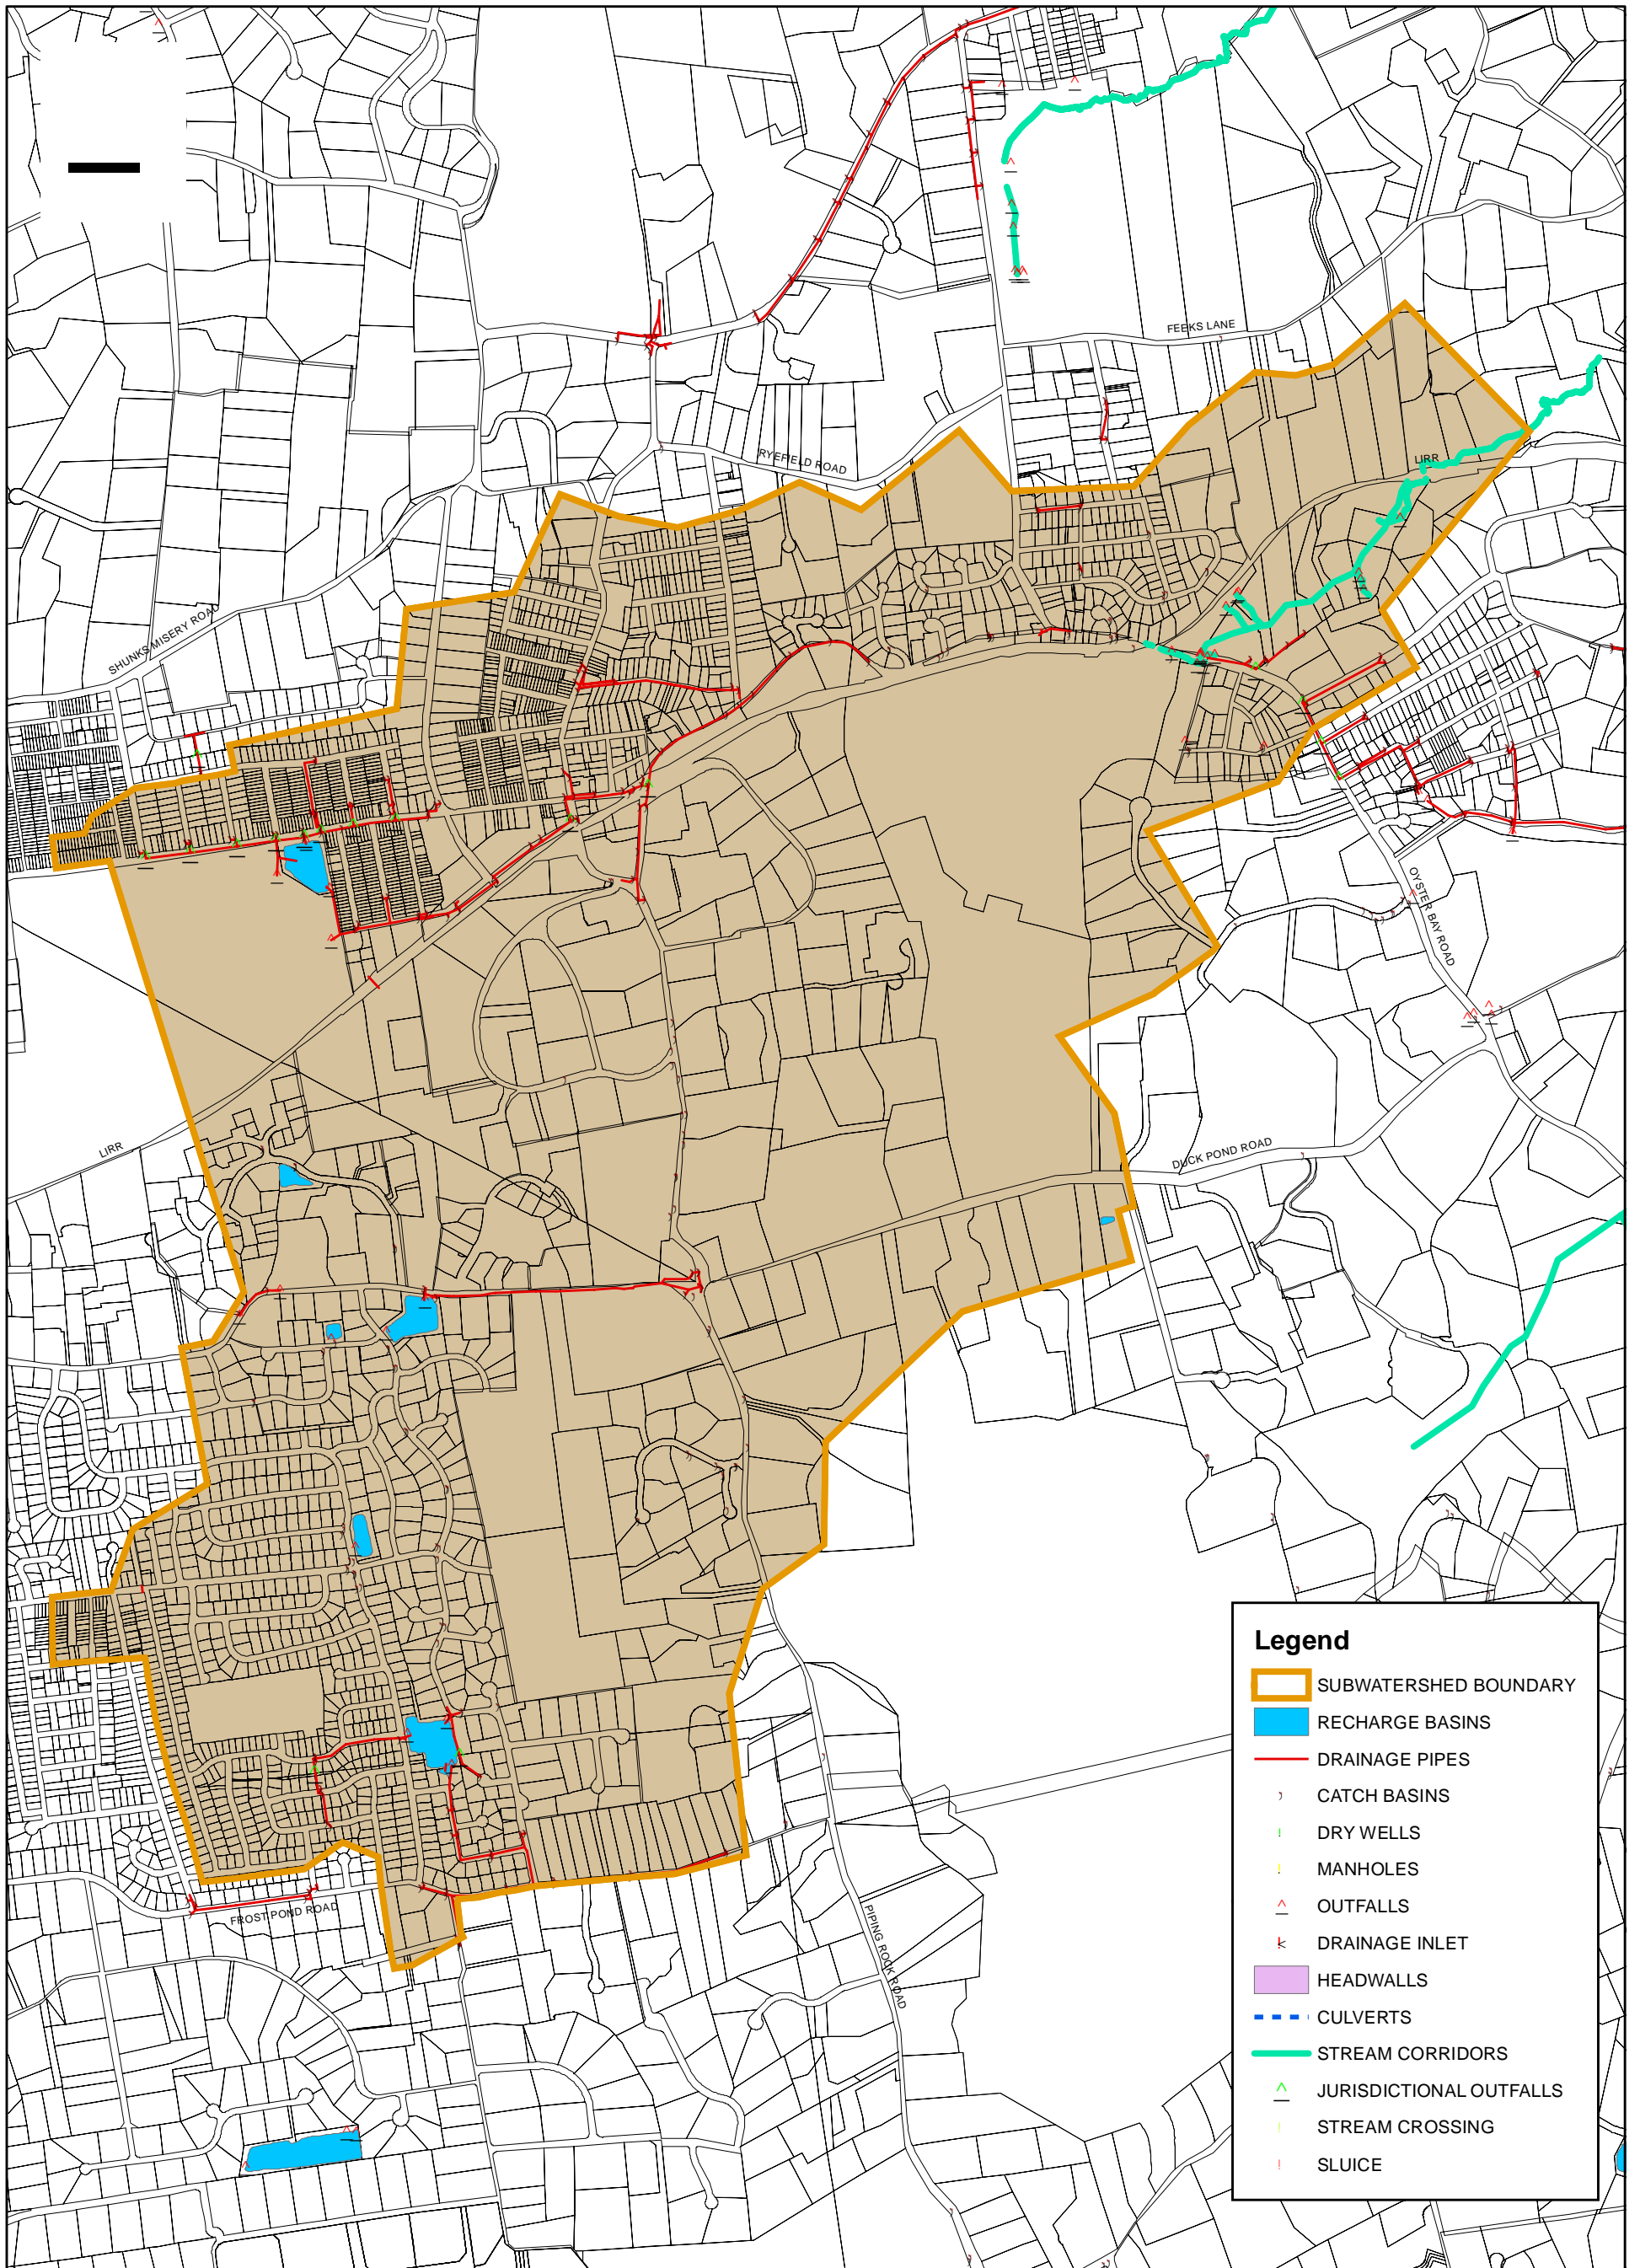 FEEKS LANE
RYEFIELD ROAD
LIRR
SHUNKS MISERY ROAD
OYSTER BAY ROAD
LIRR
DUCK POND ROAD
FROST POND ROAD
PIPING ROCK ROAD
Legend
SUBWATERSHED BOUNDARY
RECHARGE BASINS
DRAINAGE PIPES
CATCH BASINS
DRY WELLS
MANHOLES
OUTFALLS
DRAINAGE INLET
HEADWALLS
CULVERTS
STREAM CORRIDORS
JURISDICTIONAL OUTFALLS
STREAM CROSSING
SLUICE